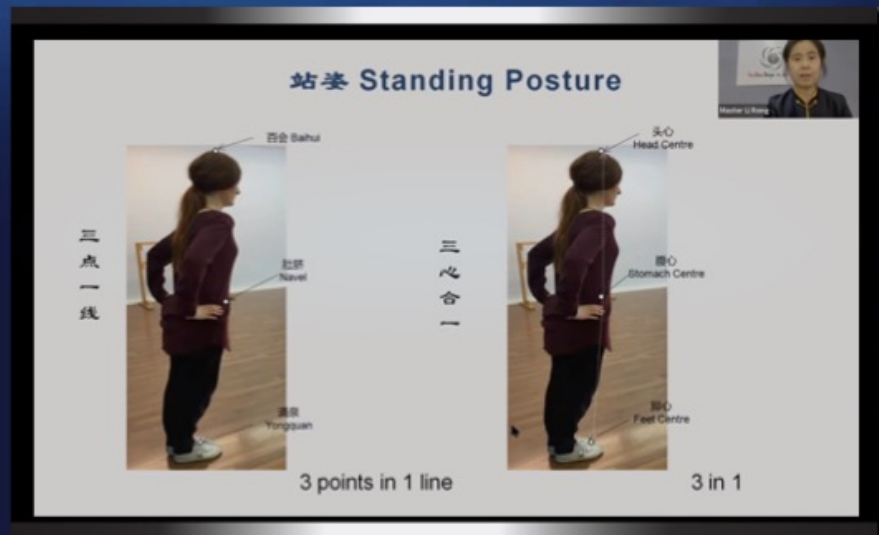 站姿 Standing Posture
Master Li Rong
百会 Baihui
三点一线
肚脐
Navel
涌泉
Yongquan
3 points in 1 line
头心
Head Centre
三心合一
腹心
Stomach Centre
脚心
Feet Centre
3 in 1